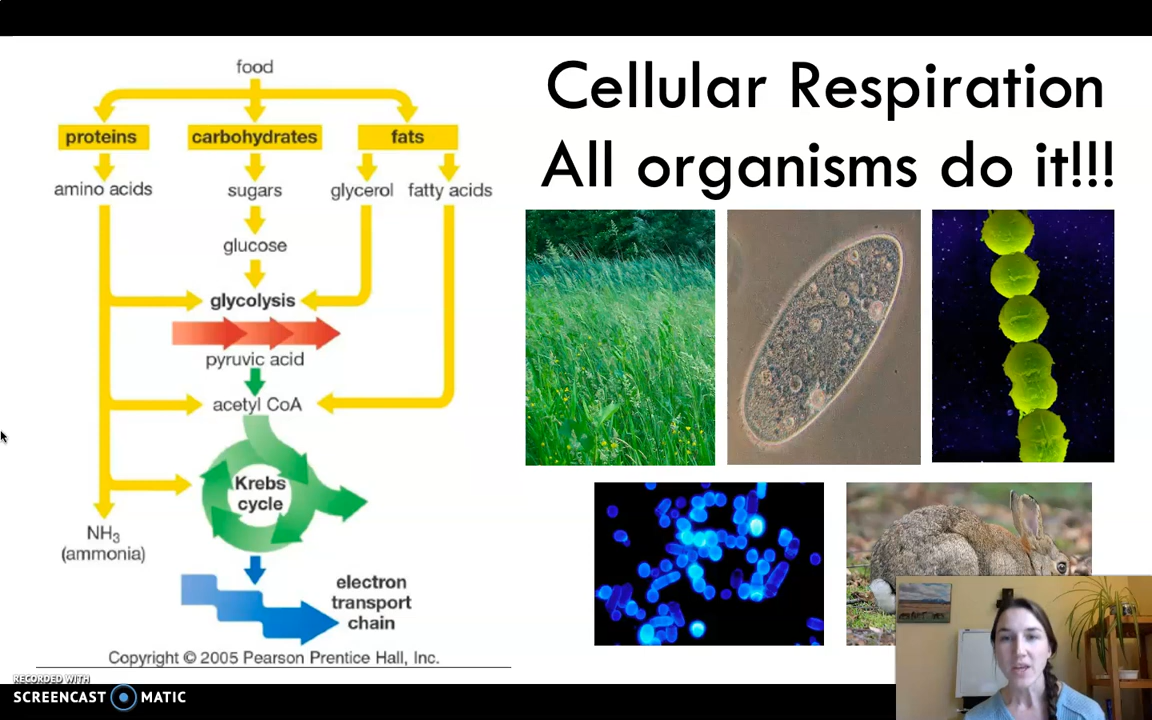 Cellular Respiration
All organisms do it!!!
food
proteins carbohydrates fats
amino acids sugars glycerol fatty acids
glucose
glycolysis
pyruvic acid
acetyl CoA
Krebs
cycle
NH₃
(ammonia)
electron
transport
chain
Copyright © 2005 Pearson Prentice Hall, Inc.
RECORDED WITH
SCREENCAST MATIC